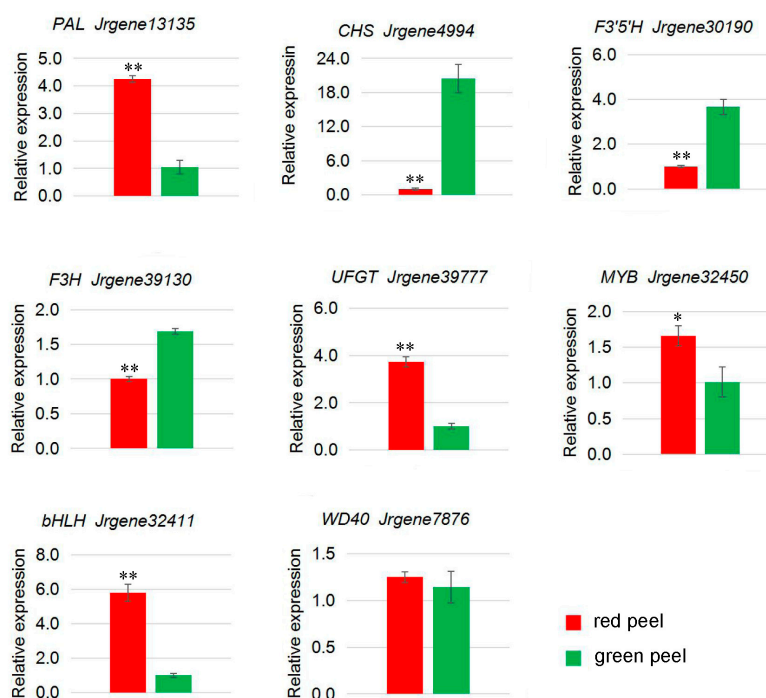 PAL Jrgene13135
CHS Jrgene4994
F3'5'H Jrgene30190
Relative expression
5.0
4.0
3.0
2.0
1.0
0.0
**
Relative expressin
24.0
18.0
12.0
6.0
0.0
**
Relative expression
6.0
4.0
2.0
0.0
**
F3H Jrgene39130
UFGT Jrgene39777
MYB Jrgene32450
Relative expression
2.0
1.5
1.0
0.5
0.0
**
Relative expression
6.0
4.0
2.0
0.0
**
Relative expression
2.0
1.5
1.0
0.5
0.0
*
bHLH Jrgene32411
WD40 Jrgene7876
Relative expression
8.0
6.0
4.0
2.0
0.0
**
Relative expression
1.5
1.0
0.5
0.0
red peel
green peel